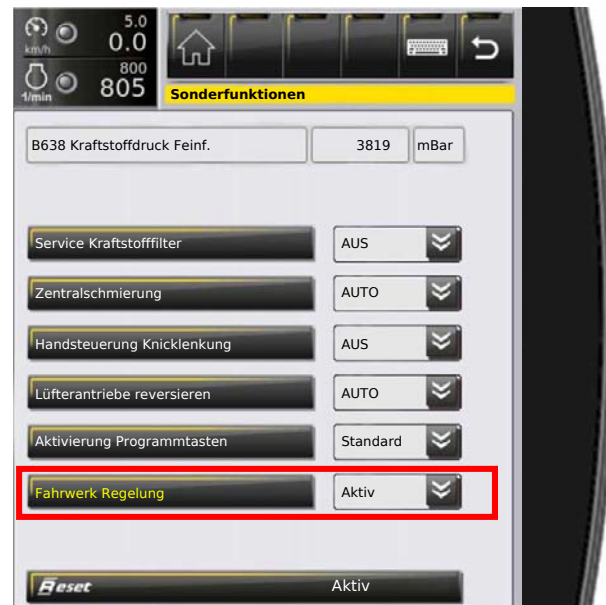 km/h
5.0
0.0
1/min
800
805
Sonderfunktionen
B638 Kraftstoffdruck Feinf. 3819 mBar
Service Kraftstofffilter AUS
Zentralschmierung AUTO
Handsteuerung Knicklenkung AUS
Lüfterantriebe reversieren AUTO
Aktivierung Programmtasten Standard
Fahrwerk Regelung Aktiv
Reset Aktiv